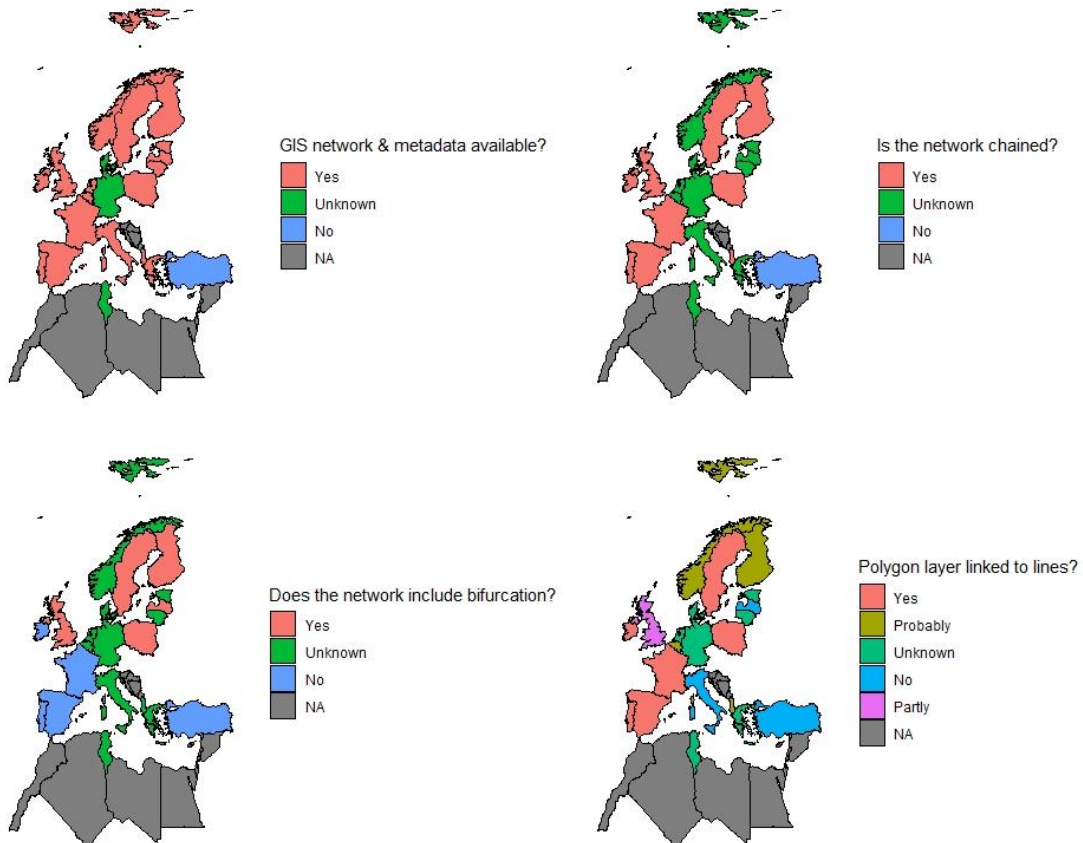 GIS network & metadata available?
Yes
Unknown
No
NA
Is the network chained?
Yes
Unknown
No
NA
Does the network include bifurcation?
Yes
Unknown
No
NA
Polygon layer linked to lines?
Yes
Probably
Unknown
No
Partly
NA